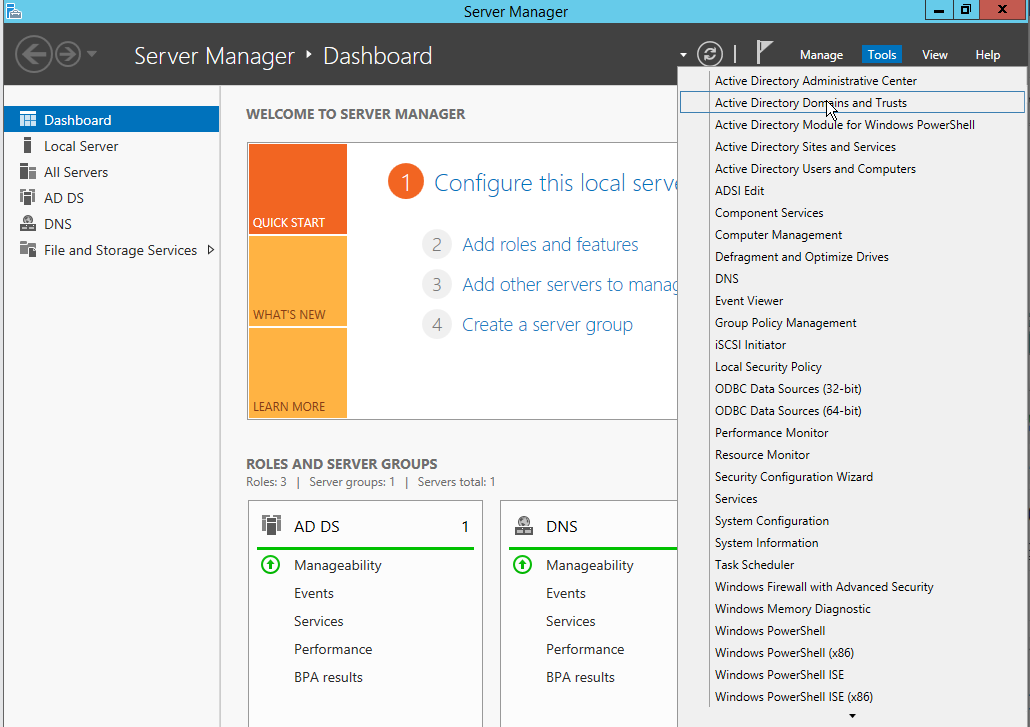 Server Manager
Server Manager ‣ Dashboard
Manage Tools View Help
Dashboard
Local Server
All Servers
AD DS
DNS
File and Storage Services
WELCOME TO SERVER MANAGER
QUICK START
WHAT'S NEW
LEARN MORE
1 Configure this local serve
2 Add roles and features
3 Add other servers to manag
4 Create a server group
ROLES AND SERVER GROUPS
Roles: 3 | Server groups: 1 | Servers total: 1
AD DS 1
Manageability
Events
Services
Performance
BPA results
DNS
Manageability
Events
Services
Performance
BPA results
Active Directory Administrative Center
Active Directory Domains and Trusts
Active Directory Module for Windows PowerShell
Active Directory Sites and Services
Active Directory Users and Computers
ADSI Edit
Component Services
Computer Management
Defragment and Optimize Drives
DNS
Event Viewer
Group Policy Management
iSCSI Initiator
Local Security Policy
ODBC Data Sources (32-bit)
ODBC Data Sources (64-bit)
Performance Monitor
Resource Monitor
Security Configuration Wizard
Services
System Configuration
System Information
Task Scheduler
Windows Firewall with Advanced Security
Windows Memory Diagnostic
Windows PowerShell
Windows PowerShell (x86)
Windows PowerShell ISE
Windows PowerShell ISE (x86)